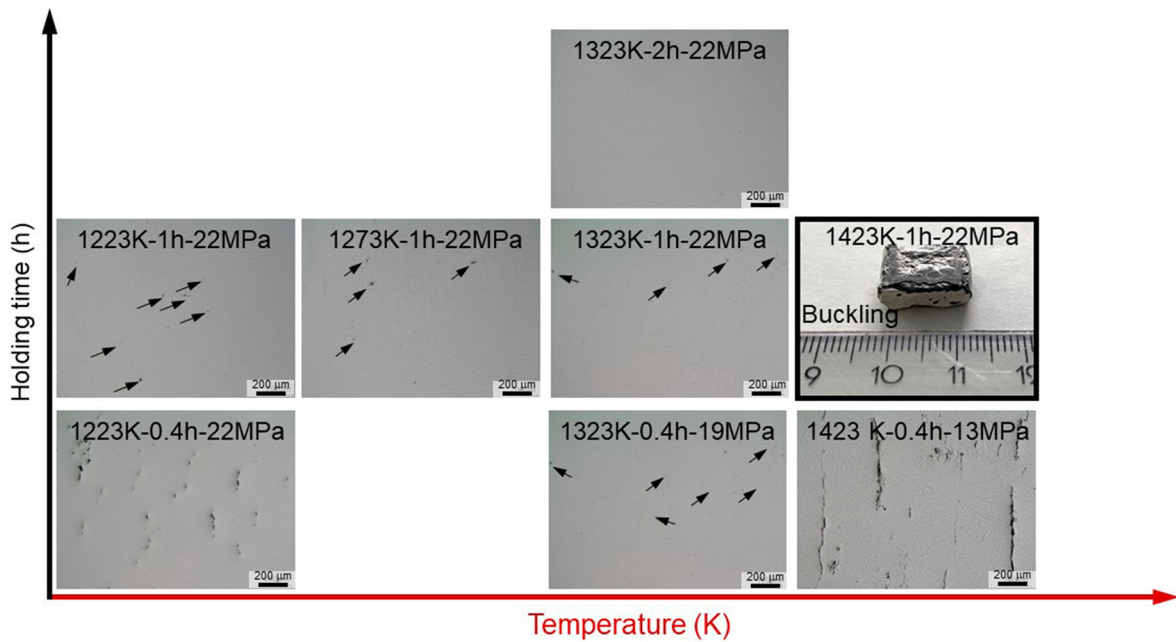 1323K-2h-22MPa
200 μm
Holding time (h)
1223K-1h-22MPa
200 μm
1273K-1h-22MPa
200 μm
1323K-1h-22MPa
200 μm
1423K-1h-22MPa
Buckling
9 10 11 12
1223K-0.4h-22MPa
200 μm
1323K-0.4h-19MPa
200 μm
1423 K-0.4h-13MPa
200 μm
Temperature (K)